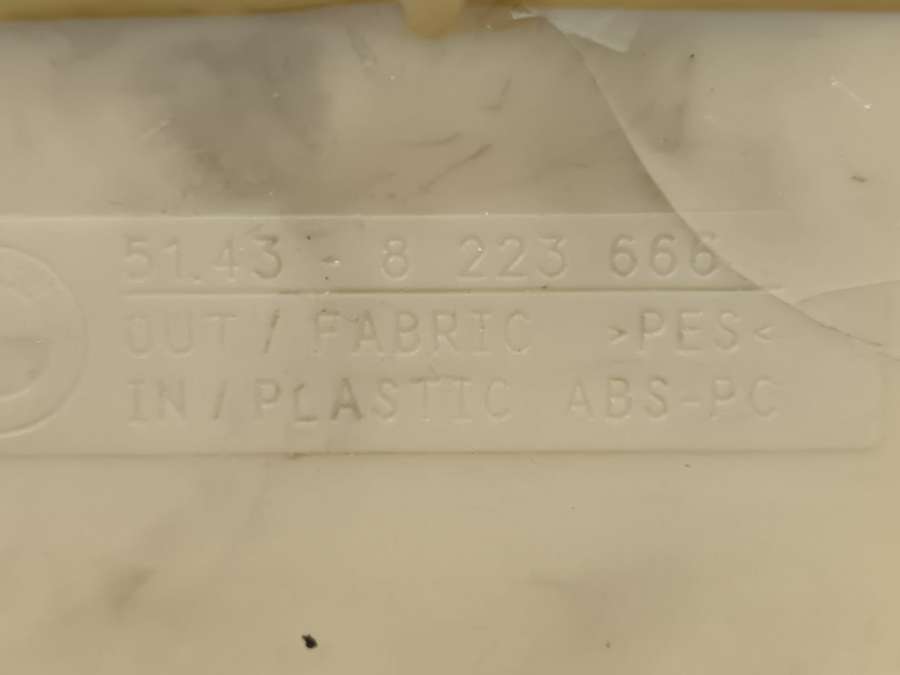 51.43 - 8 223 666
OUT / FABRIC >PES<
IN / PLASTIC ABS-PC